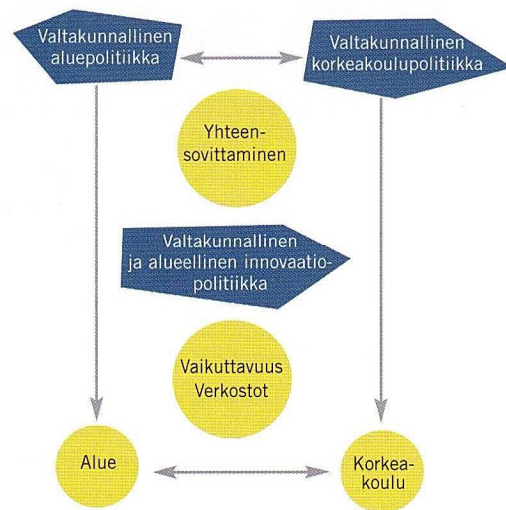 Valtakunnallinen
aluepolitiikka
Valtakunnallinen
korkeakoulupolitiikka
Yhteen-
sovittaminen
Valtakunnallinen
ja alueellinen innovaatio-
politiikka
Vaikuttavuus
Verkostot
Alue
Korkea-
koulu